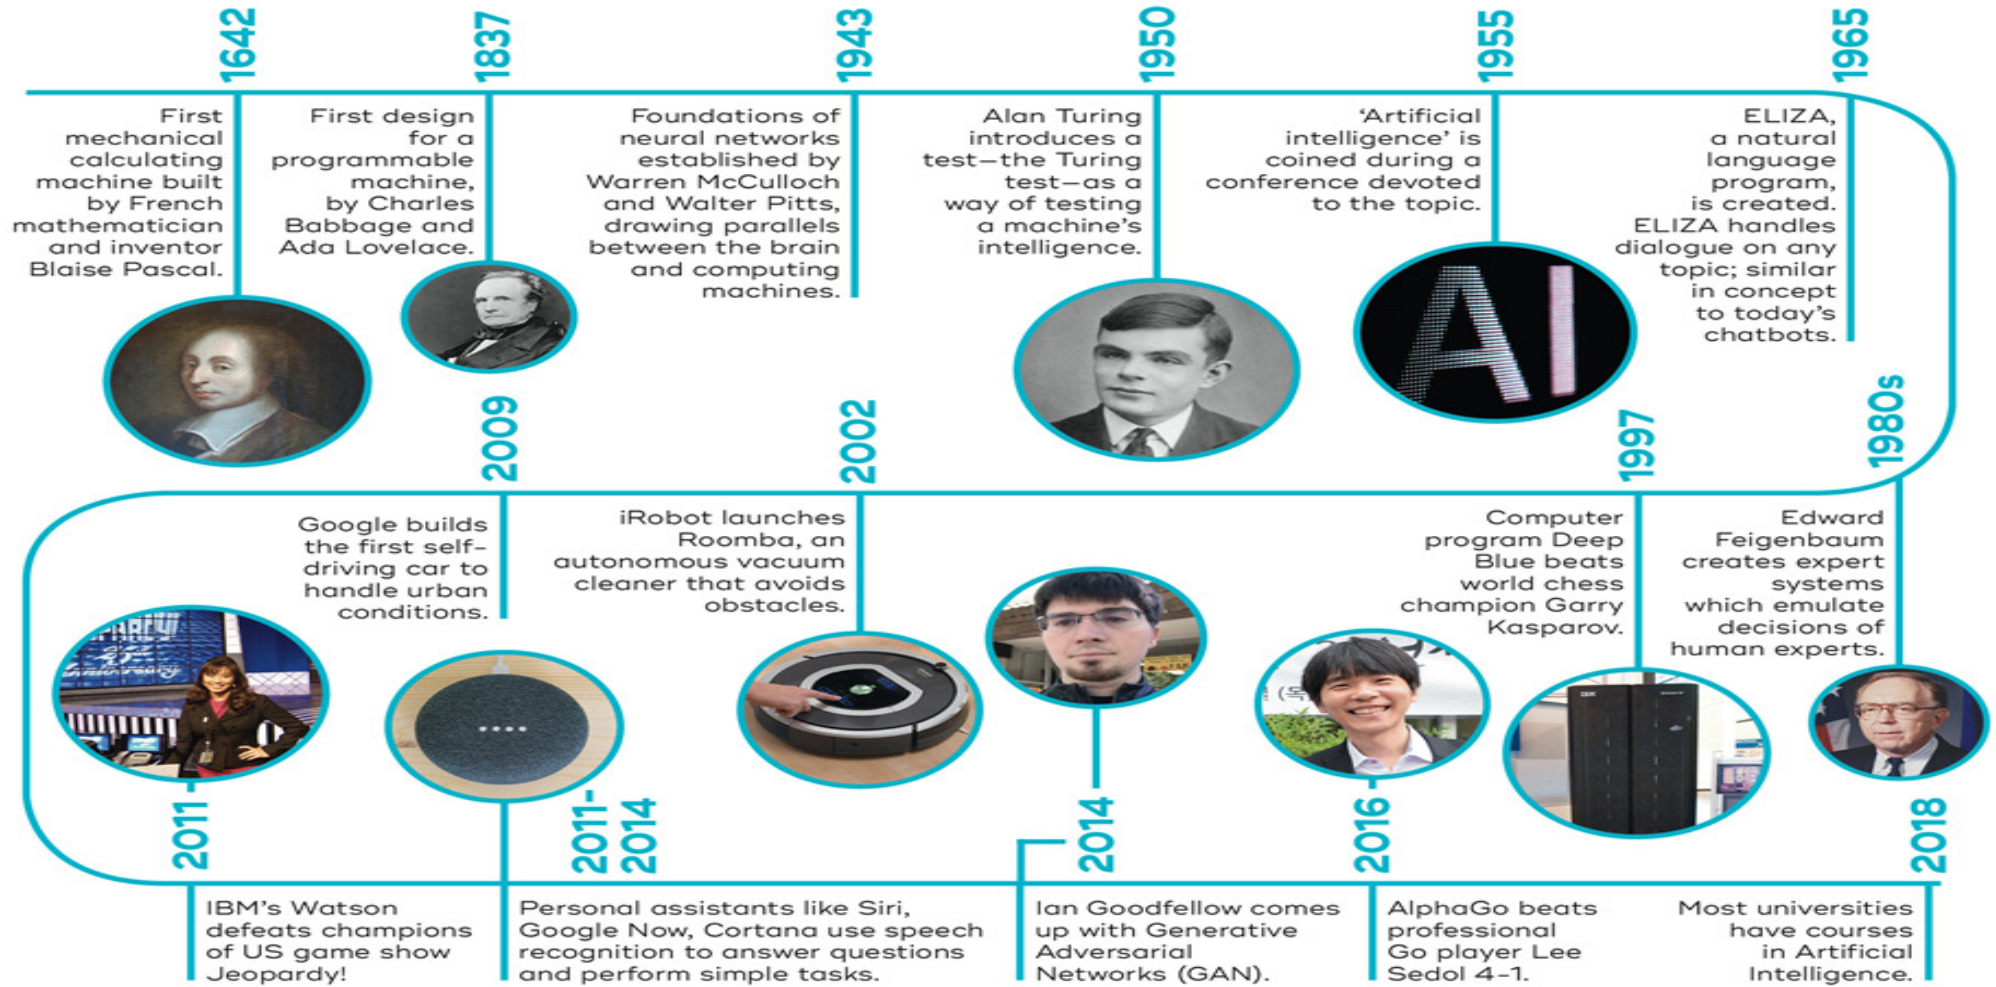 1642
First
mechanical
calculating
machine built
by French
mathematician
and inventor
Blaise Pascal.
1837
First design
for a
programmable
machine,
by Charles
Babbage and
Ada Lovelace.
1943
Foundations of
neural networks
established by
Warren McCulloch
and Walter Pitts,
drawing parallels
between the brain
and computing
machines.
1950
Alan Turing
introduces a
test—the Turing
test—as a
way of testing
a machine's
intelligence.
1955
'Artificial
intelligence' is
coined during a
conference devoted
to the topic.
AI
1965
ELIZA,
a natural
language
program,
is created.
ELIZA handles
dialogue on any
topic; similar
in concept
to today's
chatbots.
1980s
Edward
Feigenbaum
creates expert
systems
which emulate
decisions of
human experts.
1997
Computer
program Deep
Blue beats
world chess
champion Garry
Kasparov.
2002
iRobot launches
Roomba, an
autonomous vacuum
cleaner that avoids
obstacles.
2009
Google builds
the first self-
driving car to
handle urban
conditions.
2011
IBM's Watson
defeats champions
of US game show
Jeopardy!
2011-
2014
Personal assistants like Siri,
Google Now, Cortana use speech
recognition to answer questions
and perform simple tasks.
2014
Ian Goodfellow comes
up with Generative
Adversarial
Networks (GAN).
2016
AlphaGo beats
professional
Go player Lee
Sedol 4-1.
2018
Most universities
have courses
in Artificial
Intelligence.